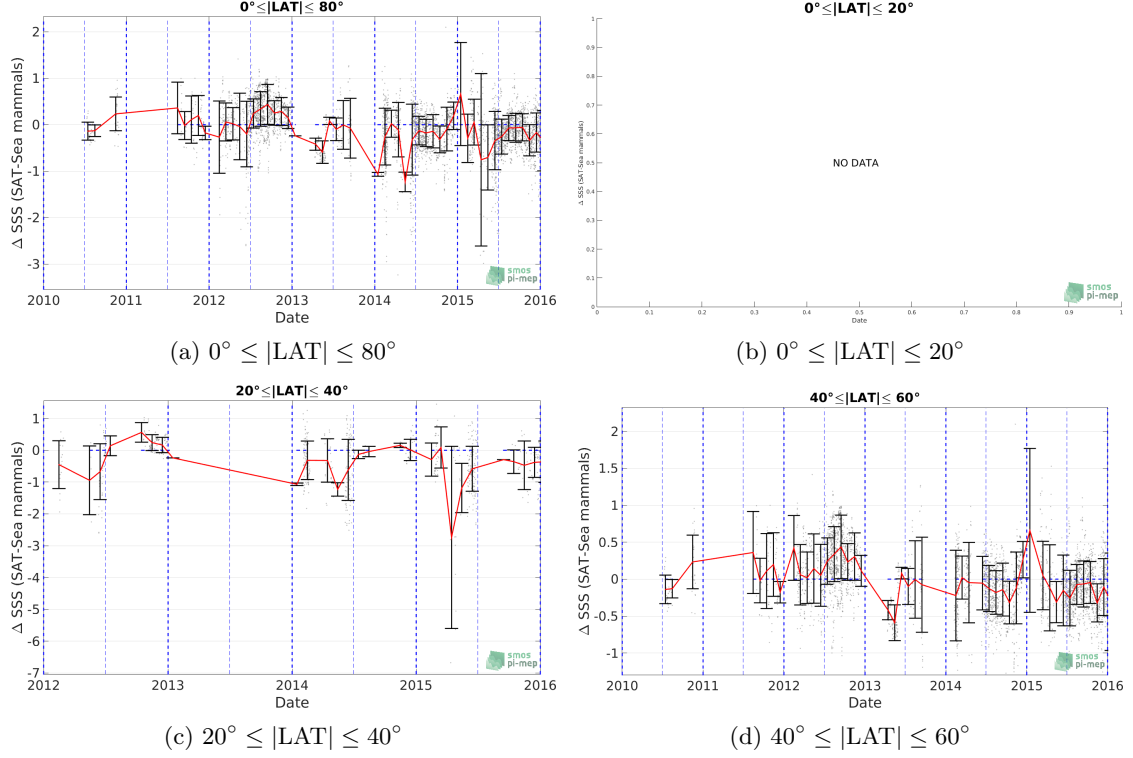 0°≤|LAT|≤ 80°
2
1
0
-1
-2
-3
Δ SSS (SAT-Sea mammals)
2010 2011 2012 2013 2014 2015 2016
Date
smos
pi-mep
(a) 0° ≤ |LAT| ≤ 80°
0°≤|LAT|≤ 20°
1
0.9
0.8
0.7
0.6
0.5
0.4
0.3
0.2
0.1
0
Δ SSS (SAT-Sea mammals)
NO DATA
0 0.1 0.2 0.3 0.4 0.5 0.6 0.7 0.8 0.9 1
Date
smos
pi-mep
(b) 0° ≤ |LAT| ≤ 20°
20°≤|LAT|≤ 40°
1
0
-1
-2
-3
-4
-5
-6
-7
Δ SSS (SAT-Sea mammals)
2012 2013 2014 2015 2016
Date
smos
pi-mep
(c) 20° ≤ |LAT| ≤ 40°
40°≤|LAT|≤ 60°
2
1.5
1
0.5
0
-0.5
-1
Δ SSS (SAT-Sea mammals)
2010 2011 2012 2013 2014 2015 2016
Date
smos
pi-mep
(d) 40° ≤ |LAT| ≤ 60°